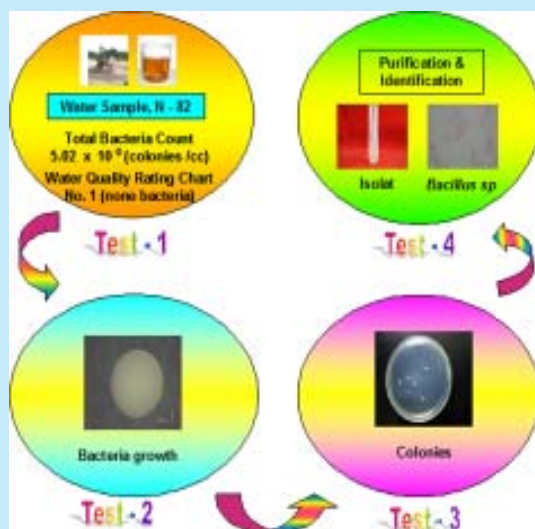 Water Sample, N - 82
Total Bacteria Count
5.02 x 10 0 (colonies /cc)
Water Quality Rating Chart
No. 1 (none bacteria)
Test - 1
Bacteria growth
Test - 2
Colonies
Test - 3
Purification &
Identification
Isolat
Bacillus sp
Test - 4